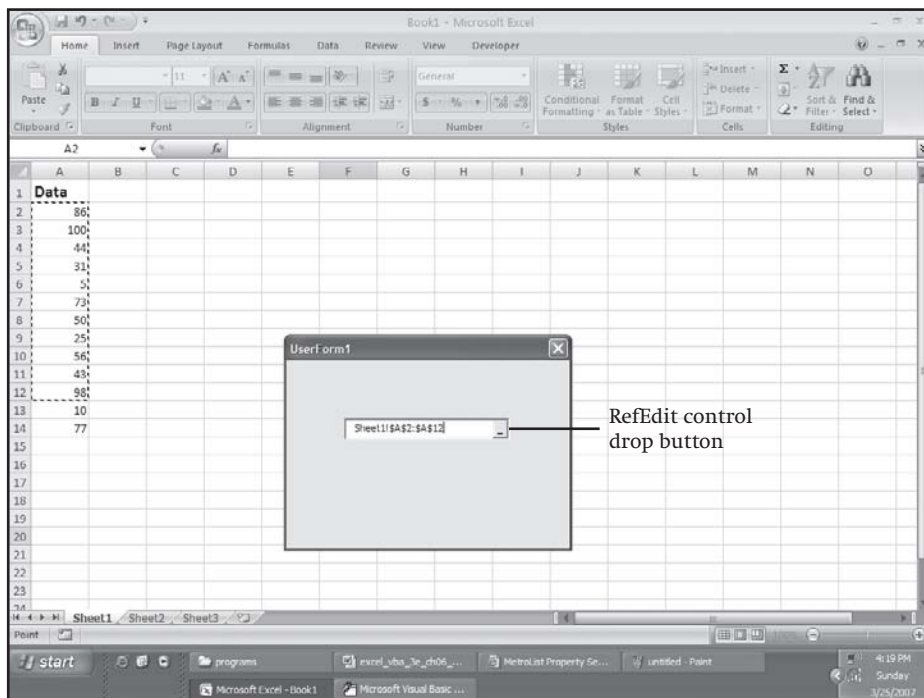 Book1 - Microsoft Excel
Home Insert Page Layout Formulas Data Review View Developer
Paste
11
General
Conditional Formatting
Format as Table
Cell Styles
Insert
Delete
Format
Sort & Filter
Find & Select
Clipboard Font Alignment Number Styles Cells Editing
A2 fx
A B C D E F G H I J K L M N O
1 Data
2 86
3 100
4 44
5 31
6 5
7 73
8 50
9 25
10 56
11 43
12 98
13 10
14 77
15
16
17
18
19
20
21
22
23
24
UserForm1
Sheet1!$A$2:$A$12
RefEdit control
drop button
Sheet1 Sheet2 Sheet3
Point 100%
start programs excel_vba_3e_ch06_... MetroList Property Se... untitled - Paint 4:19 PM
Microsoft Excel - Book1 Microsoft Visual Basic ... Sunday
3/25/2007